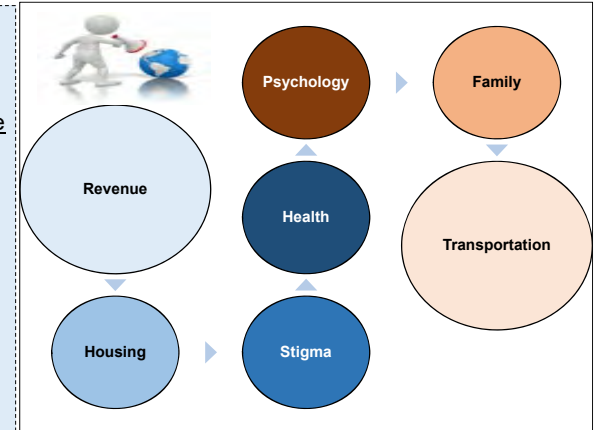 e
Revenue
Housing
Stigma
Health
Psychology
Family
Transportation